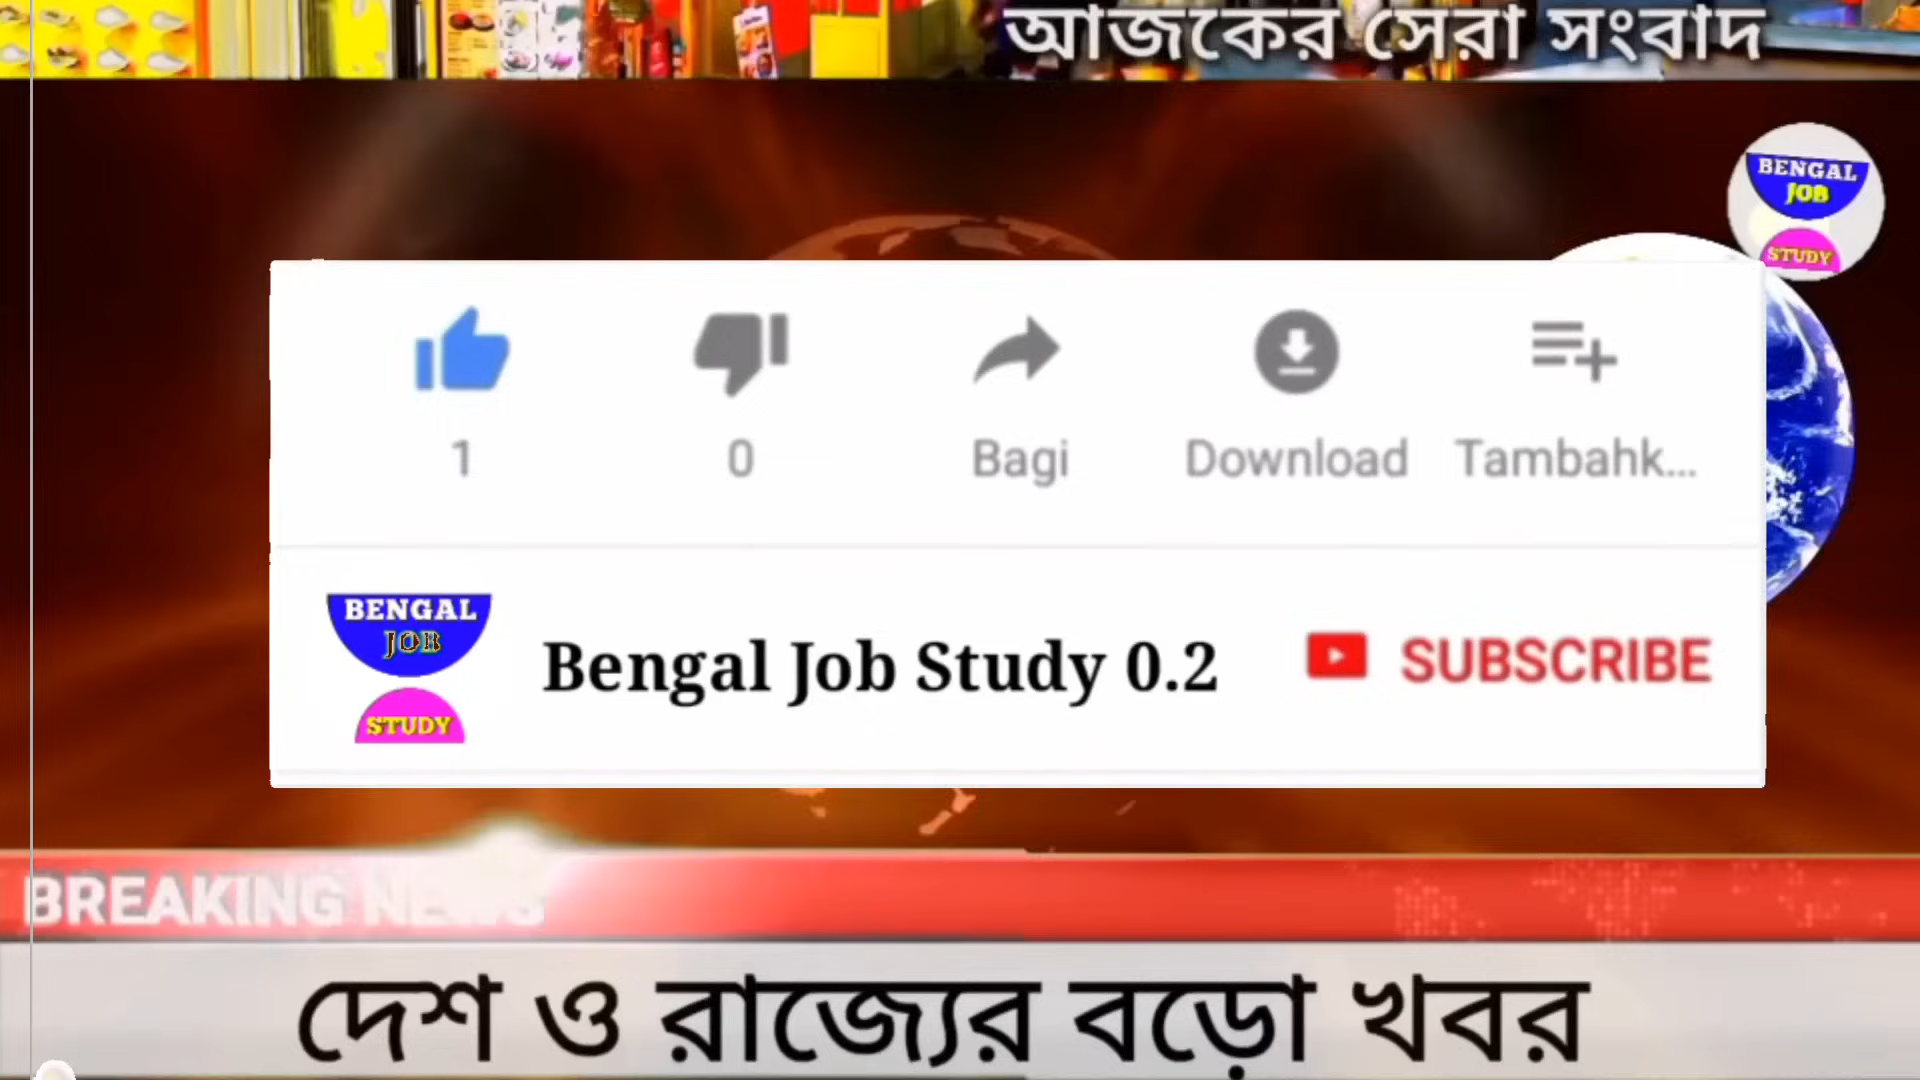 আজকের সেরা সংবাদ
BENGAL
JOB
STUDY
1
0
Bagi
Download
Tambahk...
BENGAL
JOB
STUDY
Bengal Job Study 0.2
SUBSCRIBE
BREAKING NEWS
দেশ ও রাজ্যের বড়ো খবর